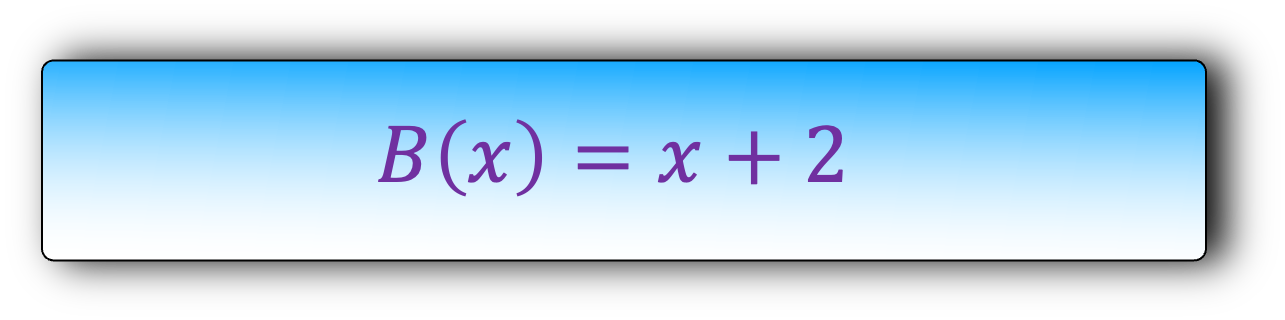 B(x) = x + 2